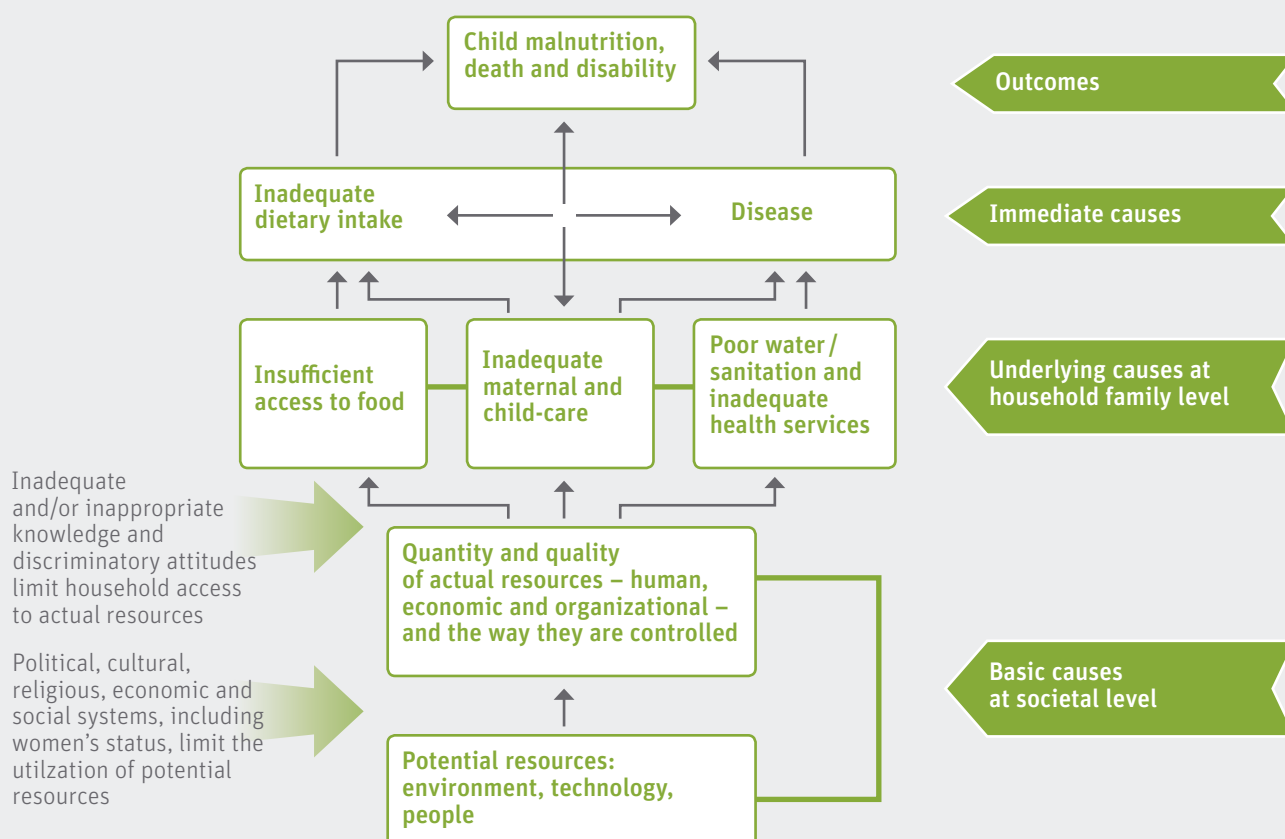 Child malnutrition,
death and disability
Outcomes
Inadequate
dietary intake
Disease
Immediate causes
Insufficient
access to food
Inadequate
maternal and
child-care
Poor water /
sanitation and
inadequate
health services
Underlying causes at
household family level
Inadequate
and/or inappropriate
knowledge and
discriminatory attitudes
limit household access
to actual resources
Quantity and quality
of actual resources – human,
economic and organizational –
and the way they are controlled
Political, cultural,
religious, economic and
social systems, including
women’s status, limit the
utilzation of potential
resources
Basic causes
at societal level
Potential resources:
environment, technology,
people